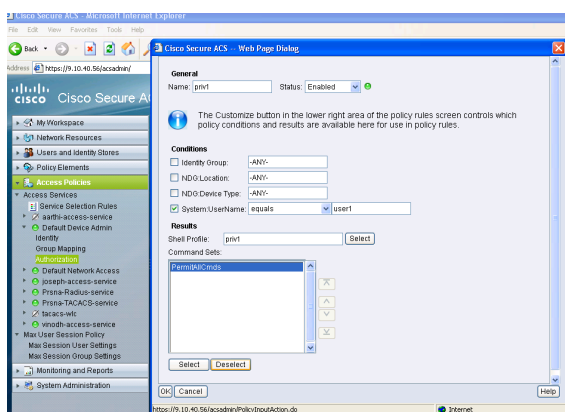 Cisco Secure ACS - Microsoft Internet Explorer
File Edit View Favorites Tools Help
Back
Address https://9.10.40.56/acsadmin/
CISCO Cisco Secure A
My Workspace
Network Resources
Users and Identity Stores
Policy Elements
Access Policies
Access Services
Service Selection Rules
aarthi-access-service
Default Device Admin
Identity
Group Mapping
Authorization
Default Network Access
joseph-access-service
Prsna-Radius-service
Prsna-TACACS-service
tacacs-wlc
vinodh-access-service
Max User Session Policy
Max Session User Settings
Max Session Group Settings
Monitoring and Reports
System Administration
Cisco Secure ACS -- Web Page Dialog
General
Name: priv1 Status: Enabled
The Customize button in the lower right area of the policy rules screen controls which
policy conditions and results are available here for use in policy rules.
Conditions
Identity Group: -ANY-
NDG:Location: -ANY-
NDG:Device Type: -ANY-
System:UserName: equals user1
Results
Shell Profile: priv1 Select
Command Sets:
PermitAllCmds
Select Deselect
OK Cancel Help
https://9.10.40.56/acsadmin/PolicyInputAction.do Internet